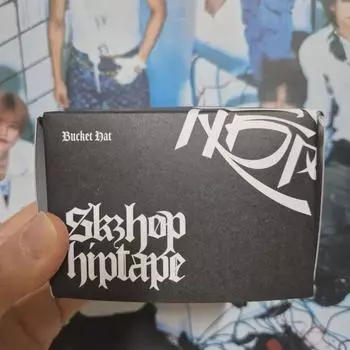 Bucket Hat
Skzhop
hiptape